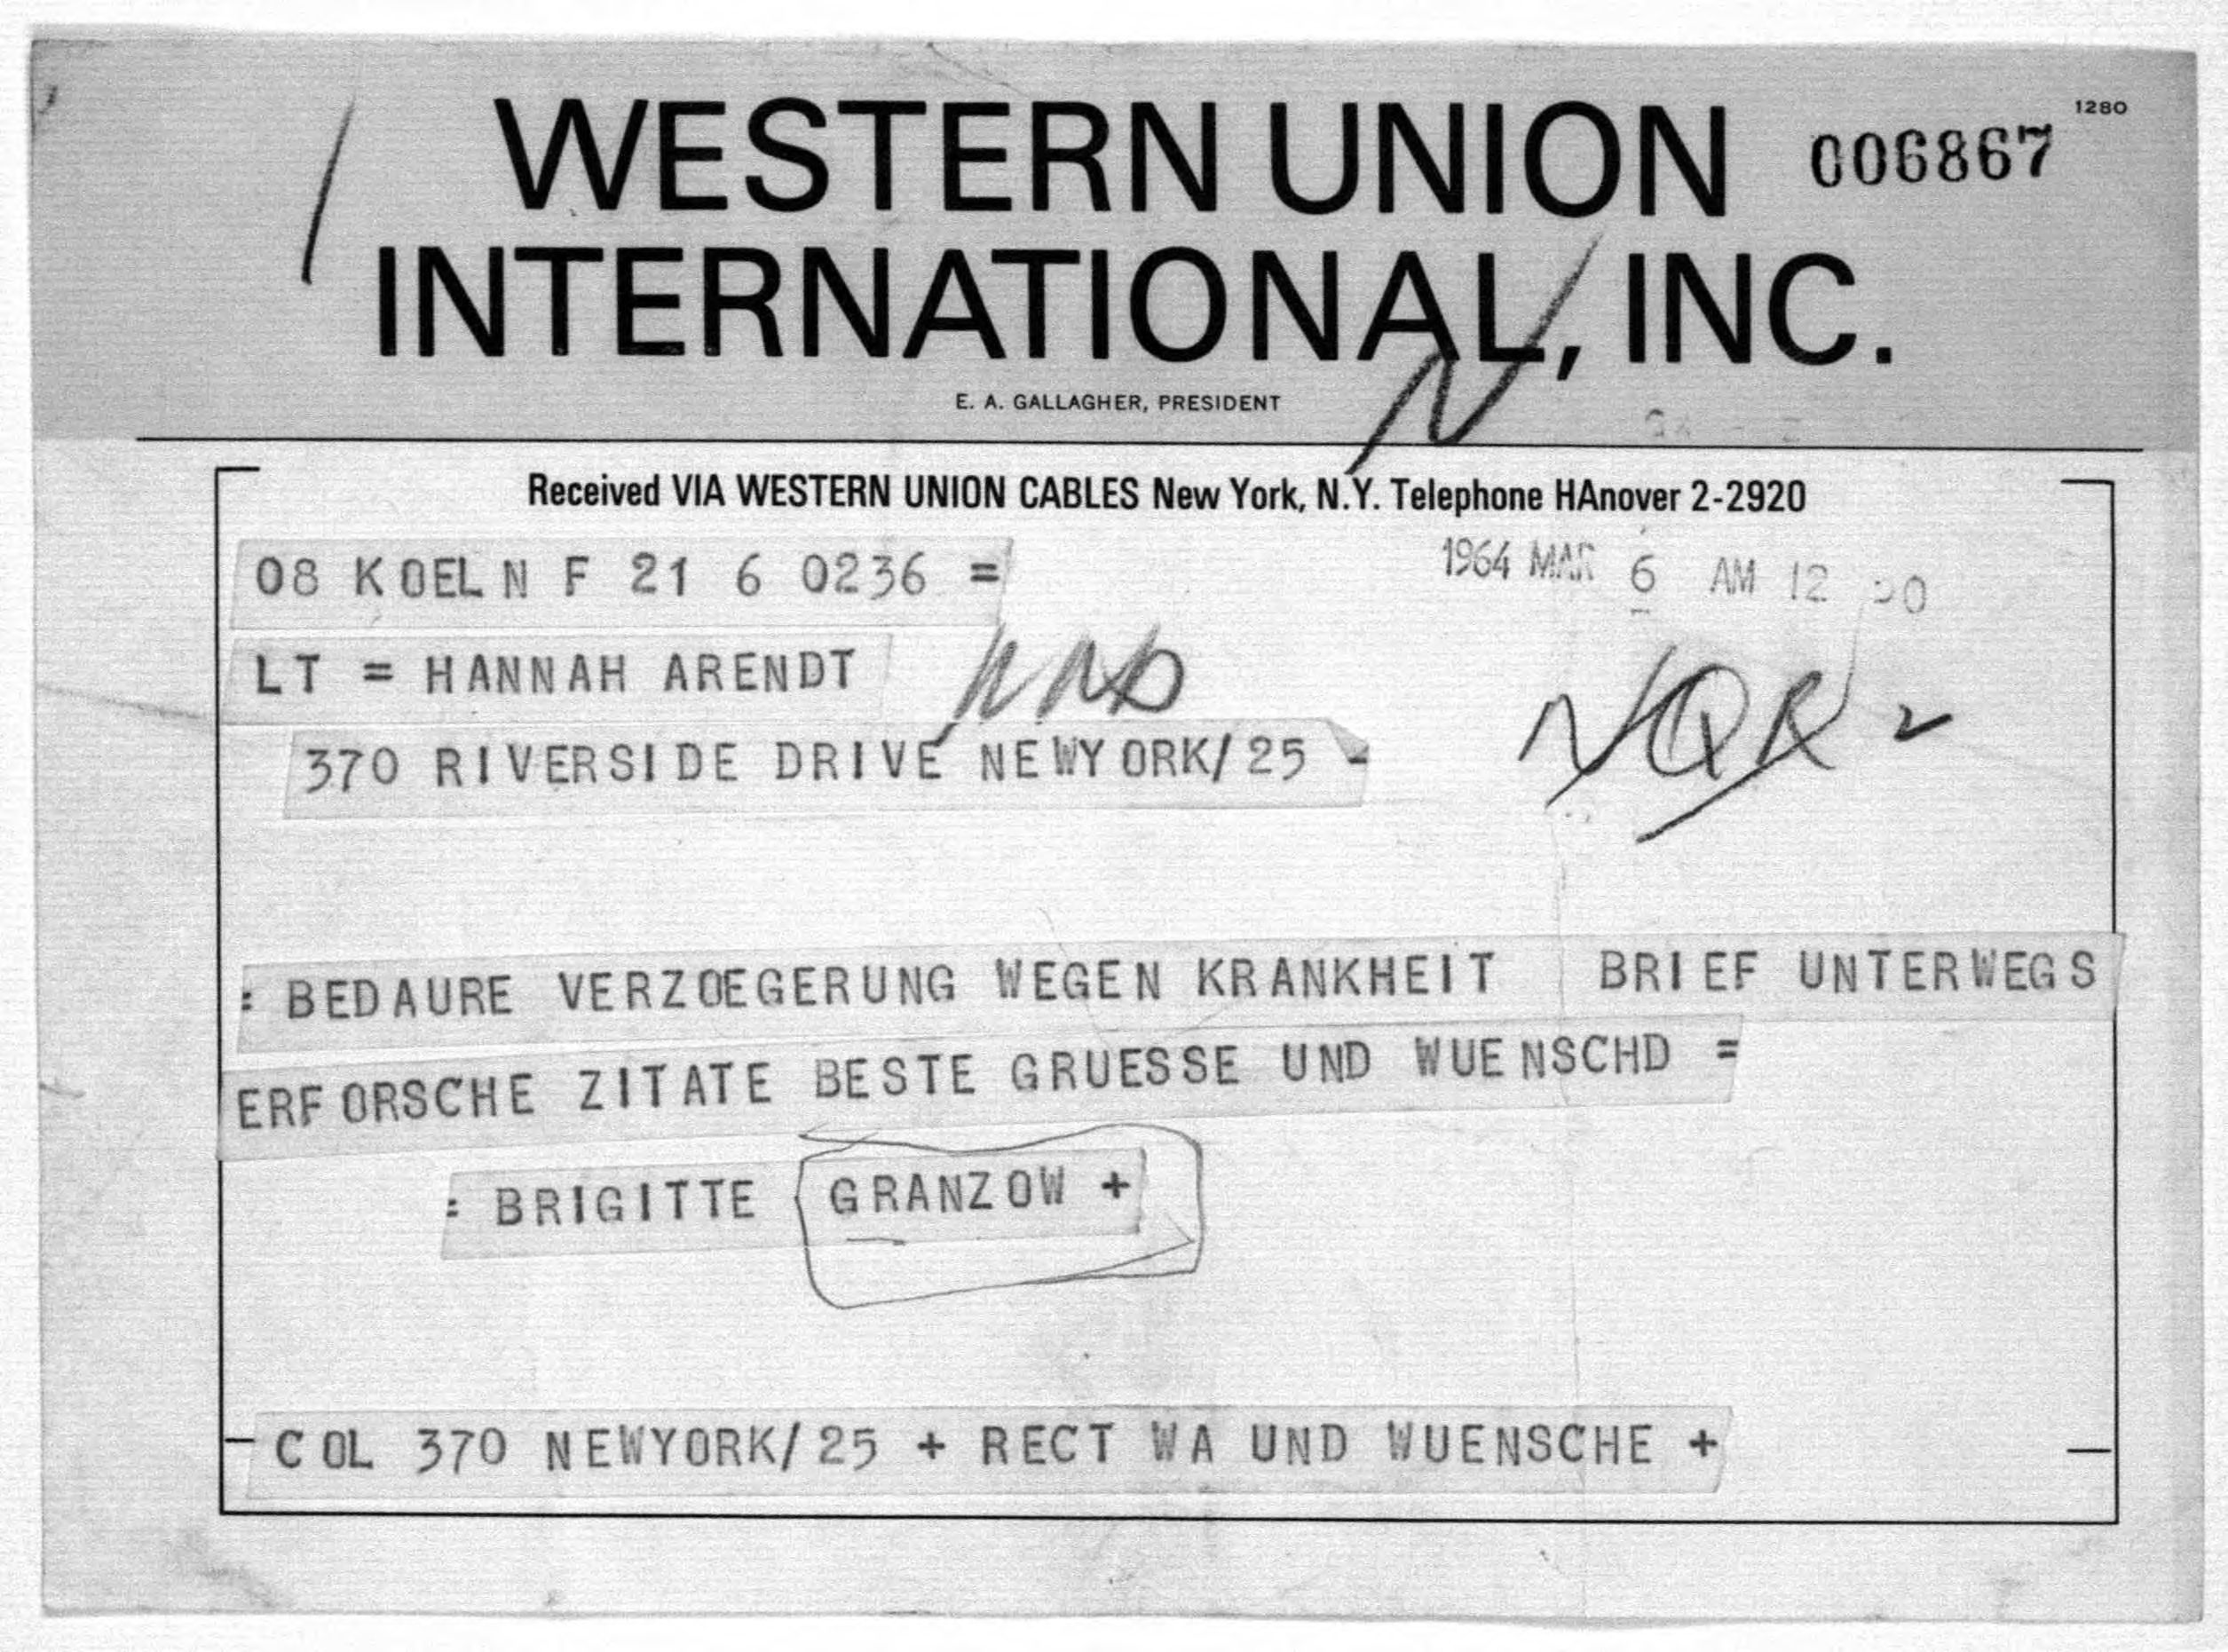 1280
WESTERN UNION 006867
INTERNATIONAL, INC.
E. A. GALLAGHER, PRESIDENT
Received VIA WESTERN UNION CABLES New York, N.Y. Telephone HAnover 2-2920
08 KOELN F 21 6 0236 = 1964 MAR 6 AM 12
LT = HANNAH ARENDT
370 RIVERSIDE DRIVE NEWYORK/25
: BEDAURE VERZOEGERUNG WEGEN KRANKHEIT BRIEF UNTERWEGS
ERFORSCHE ZITATE BESTE GRUESSE UND WUENSCHD =
: BRIGITTE GRANZOW +
COL 370 NEWYORK/25 + RECT WA UND WUENSCHE +